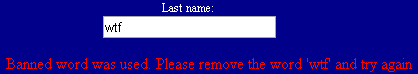 Last name:
wtf
Banned word was used. Please remove the word 'wtf' and try again